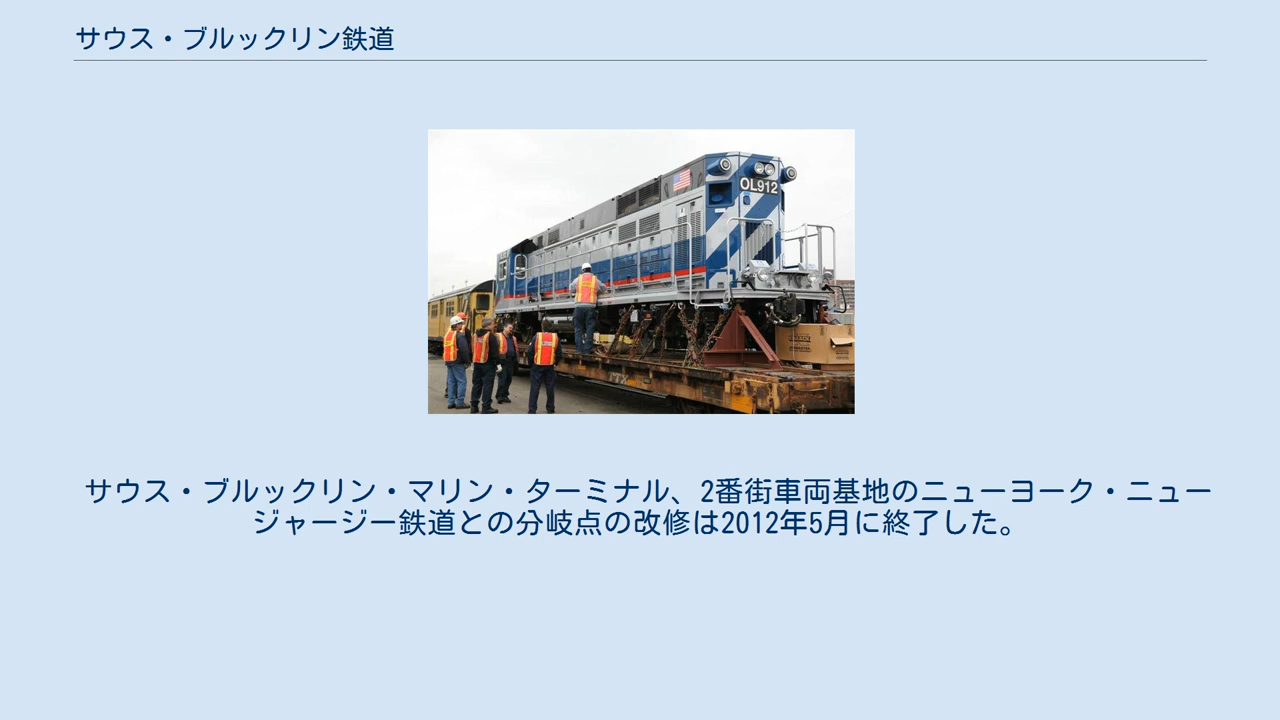 サウス・ブルックリン鉄道
OL912
サウス・ブルックリン・マリン・ターミナル、2番街車両基地のニューヨーク・ニュー
ジャージー鉄道との分岐点の改修は2012年5月に終了した。